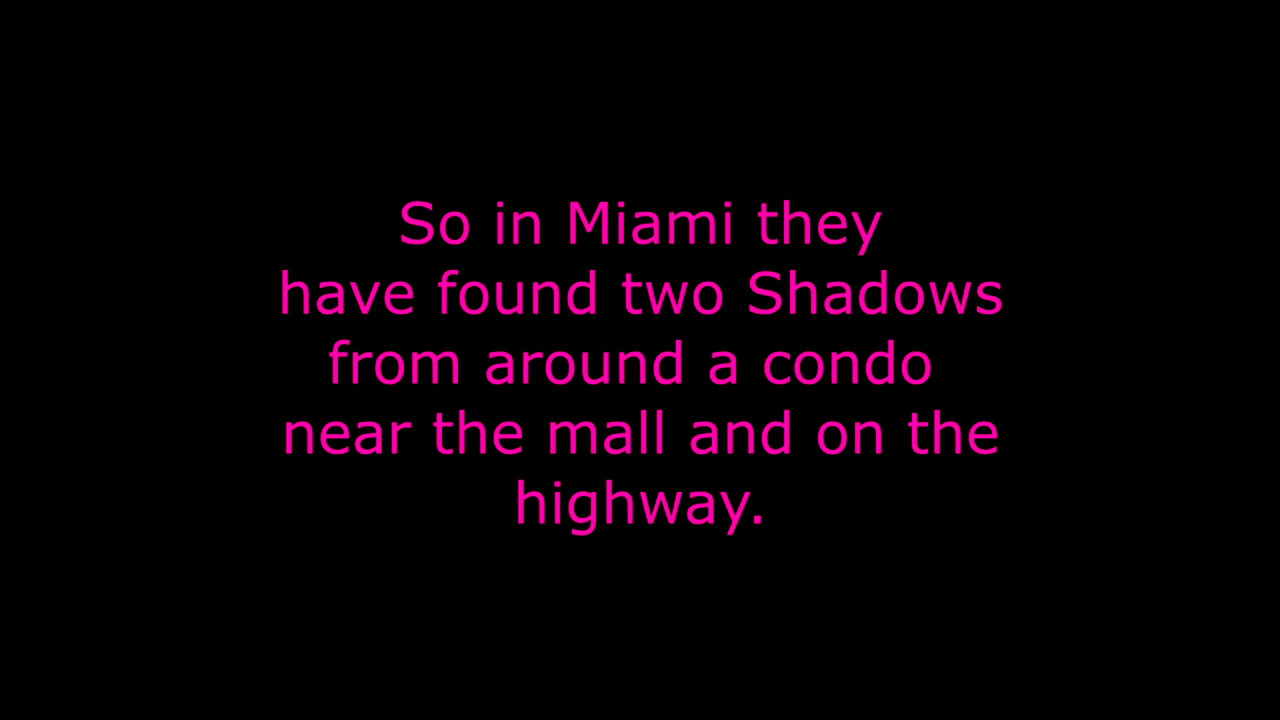 So in Miami they
have found two Shadows
from around a condo
near the mall and on the
highway.